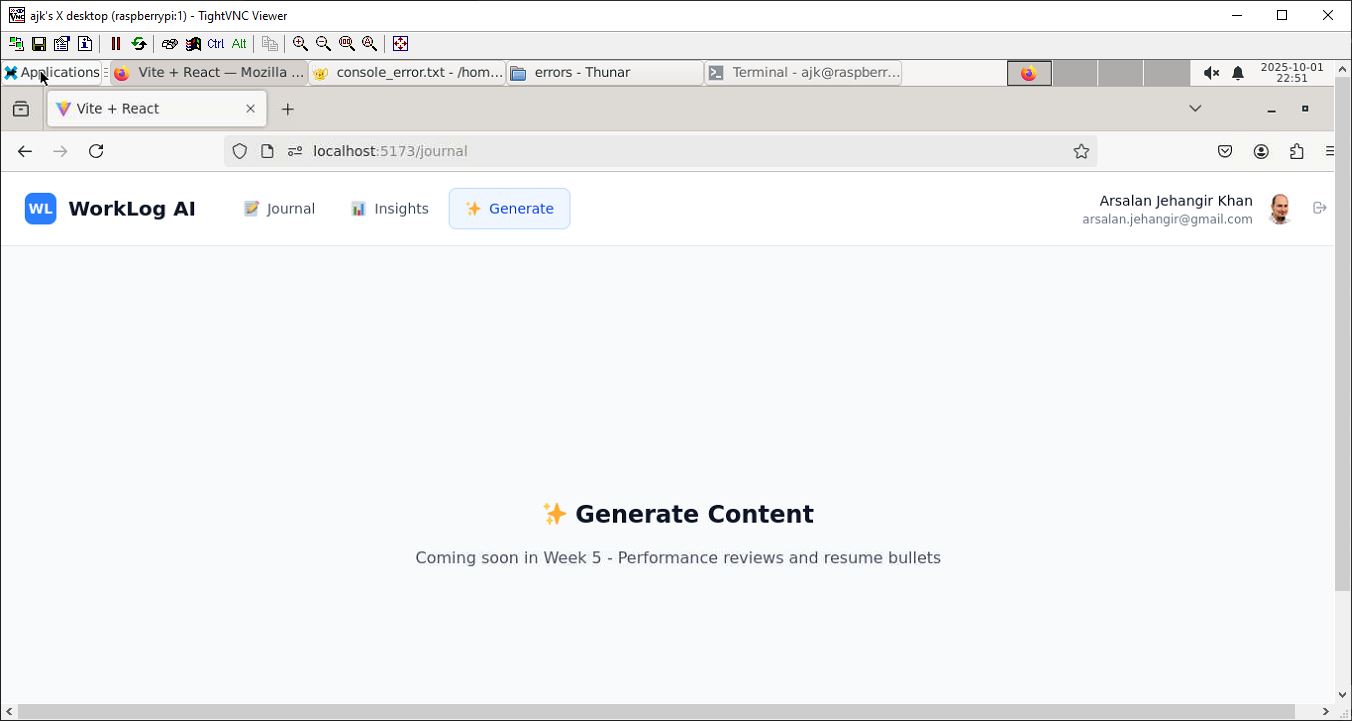 ajk's X desktop (raspberrypi:1) - TightVNC Viewer
Ctrl Alt
Applications
Vite + React — Mozilla ...
console_error.txt - /hom...
errors - Thunar
Terminal - ajk@raspberr...
2025-10-01
22:51
Vite + React
localhost:5173/journal
WL WorkLog AI
Journal
Insights
Generate
Arsalan Jehangir Khan
arsalan.jehangir@gmail.com
Generate Content
Coming soon in Week 5 - Performance reviews and resume bullets